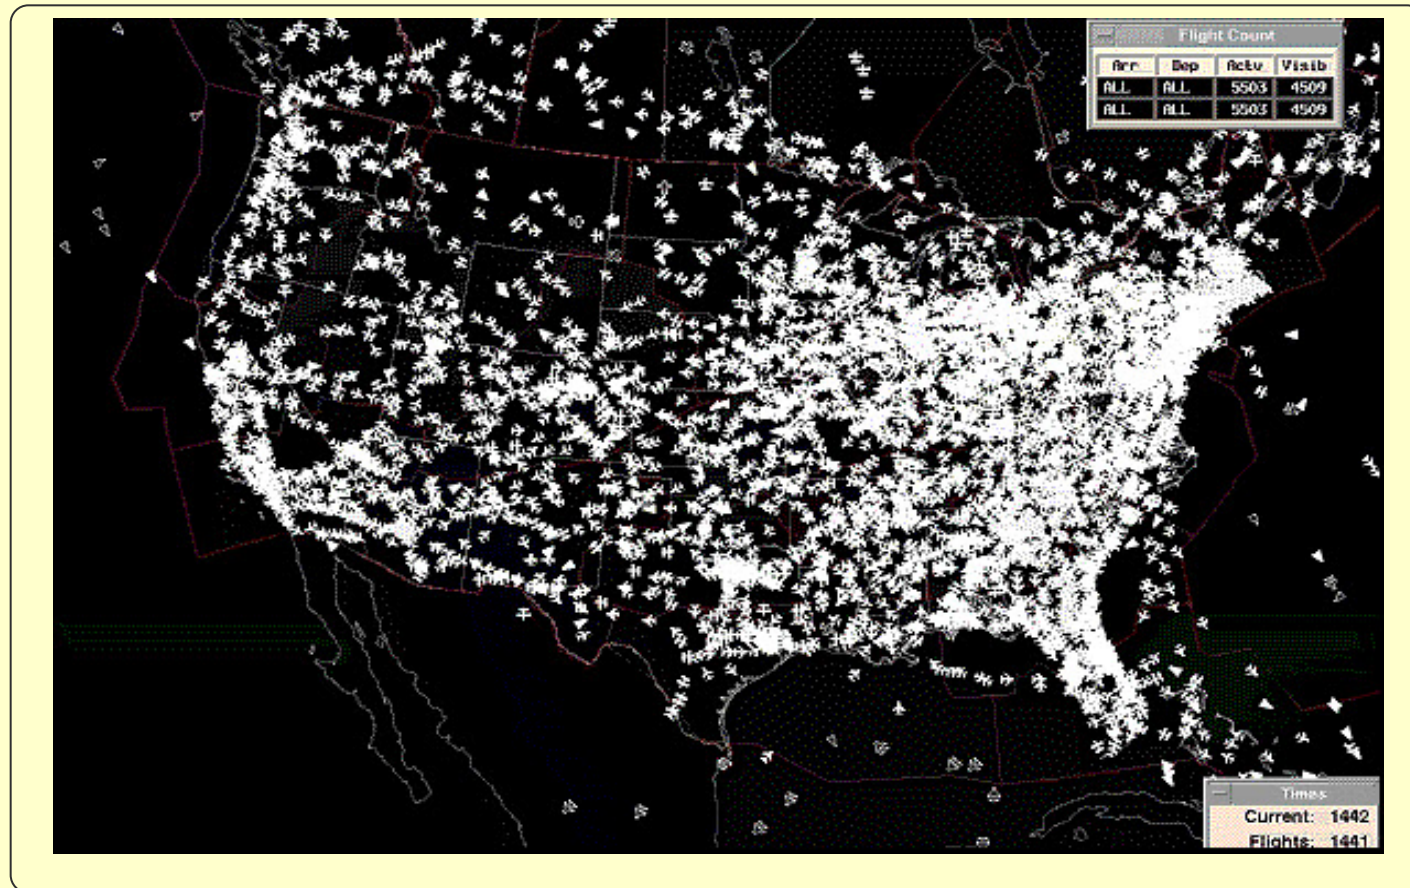 Flight Count
Arr Dep Actv Visib
ALL ALL 5503 4509
ALL ALL 5503 4509
Times
Current: 1442
Flights: 1441